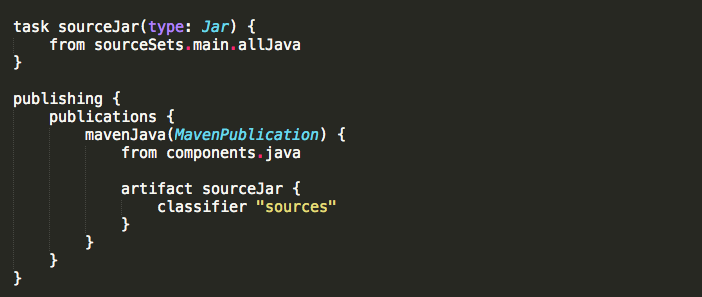 task sourceJar(type: Jar) {
    from sourceSets.main.allJava
}

publishing {
    publications {
        mavenJava(MavenPublication) {
            from components.java

            artifact sourceJar {
                classifier "sources"
            }
        }
    }
}